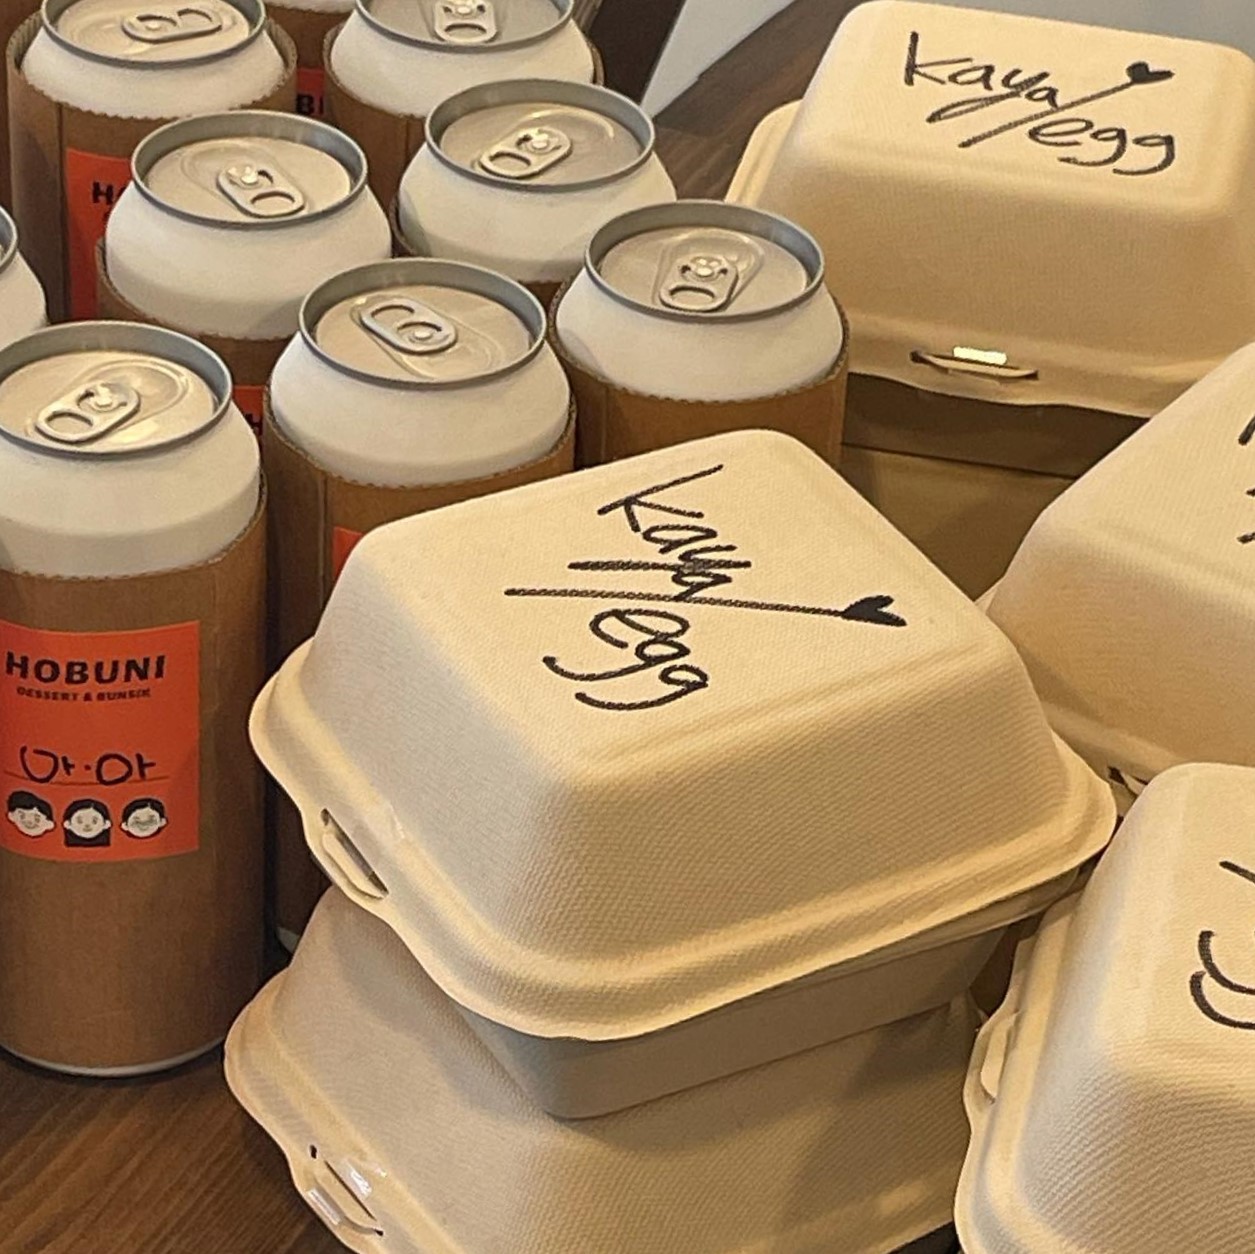 Kaya/egg
Kaya
egg
HOBUNI
DESSERT & BUNSIK
아·아